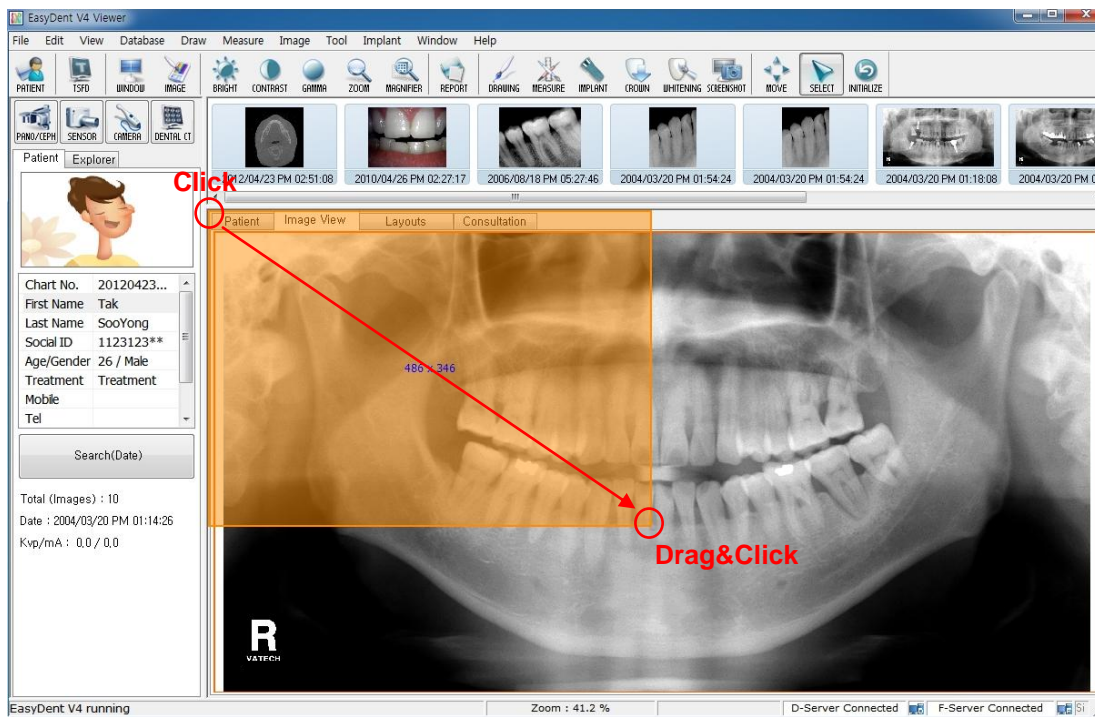 EasyDent V4 Viewer
File Edit View Database Draw Measure Image Tool Implant Window Help
PATIENT TSFD WINDOW IMAGE BRIGHT CONTRAST GAMMA ZOOM MAGNIFIER REPORT DRAWING MEASURE IMPLANT CROWN WHITENING SCREENSHOT MOVE SELECT INITIALIZE
PANO/CEPH SENSOR CAMERA DENTAL CT
Patient Explorer
2012/04/23 PM 02:51:08 2010/04/26 PM 02:27:17 2006/08/18 PM 05:27:46 2004/03/20 PM 01:54:24 2004/03/20 PM 01:54:24 2004/03/20 PM 01:18:08 2004/03/20 PM
Click
Patient Image View Layouts Consultation
Chart No. 20120423...
First Name Tak
Last Name SooYong
Social ID 1123123**
Age/Gender 26 / Male
Treatment Treatment
Mobile
Tel
486 x 346
Search(Date)
Total (Images) : 10
Date : 2004/03/20 PM 01:14:26
Kvp/mA : 0.0 / 0.0
Drag&Click
R
VATECH
EasyDent V4 running Zoom : 41.2 % D-Server Connected F-Server Connected Si